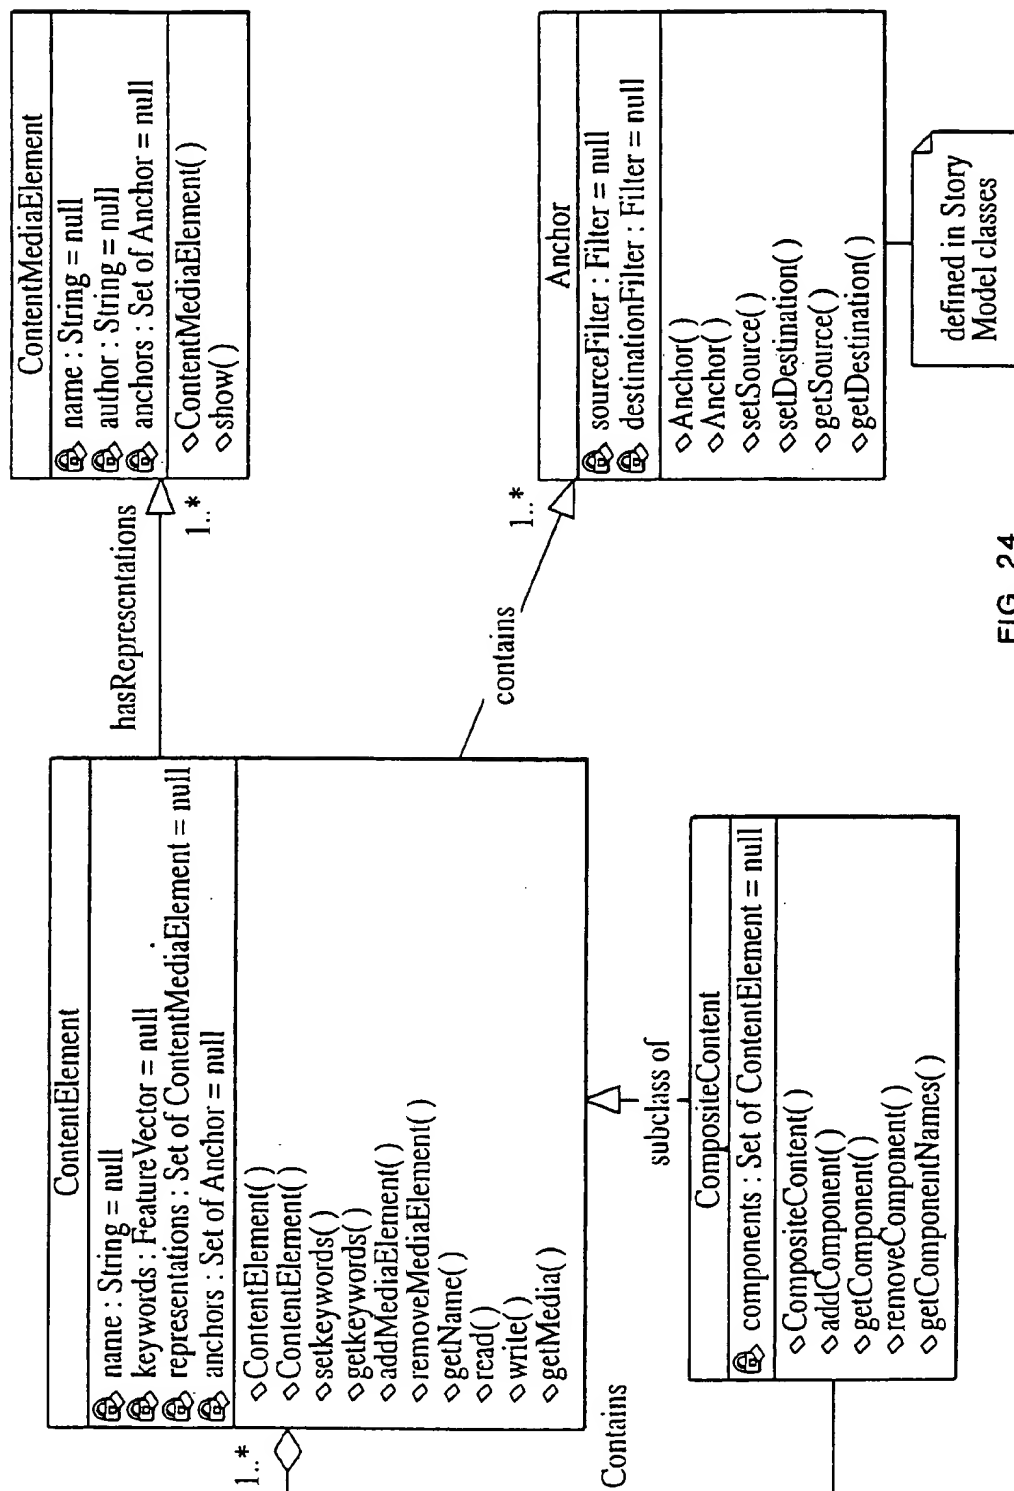 ContentElement
name : String = null
keywords : FeatureVector = null
representations : Set of ContentMediaElement = null
anchors : Set of Anchor = null
ContentElement( )
ContentElement( )
setkeywords( )
getkeywords( )
addMediaElement( )
removeMediaElement( )
getName( )
read( )
write( )
getMedia( )
1..*
Contains
hasRepresentations
1..*
ContentMediaElement
name : String = null
author : String = null
anchors : Set of Anchor = null
ContentMediaElement( )
show( )
contains
1..*
Anchor
sourceFilter : Filter = null
destinationFilter : Filter = null
Anchor( )
Anchor( )
setSource( )
setDestination( )
getSource( )
getDestination( )
defined in Story
Model classes
subclass of
CompositeContent
components : Set of ContentElement = null
CompositeContent( )
addComponent( )
getComponent( )
removeComponent( )
getComponentNames( )
FIG. 24